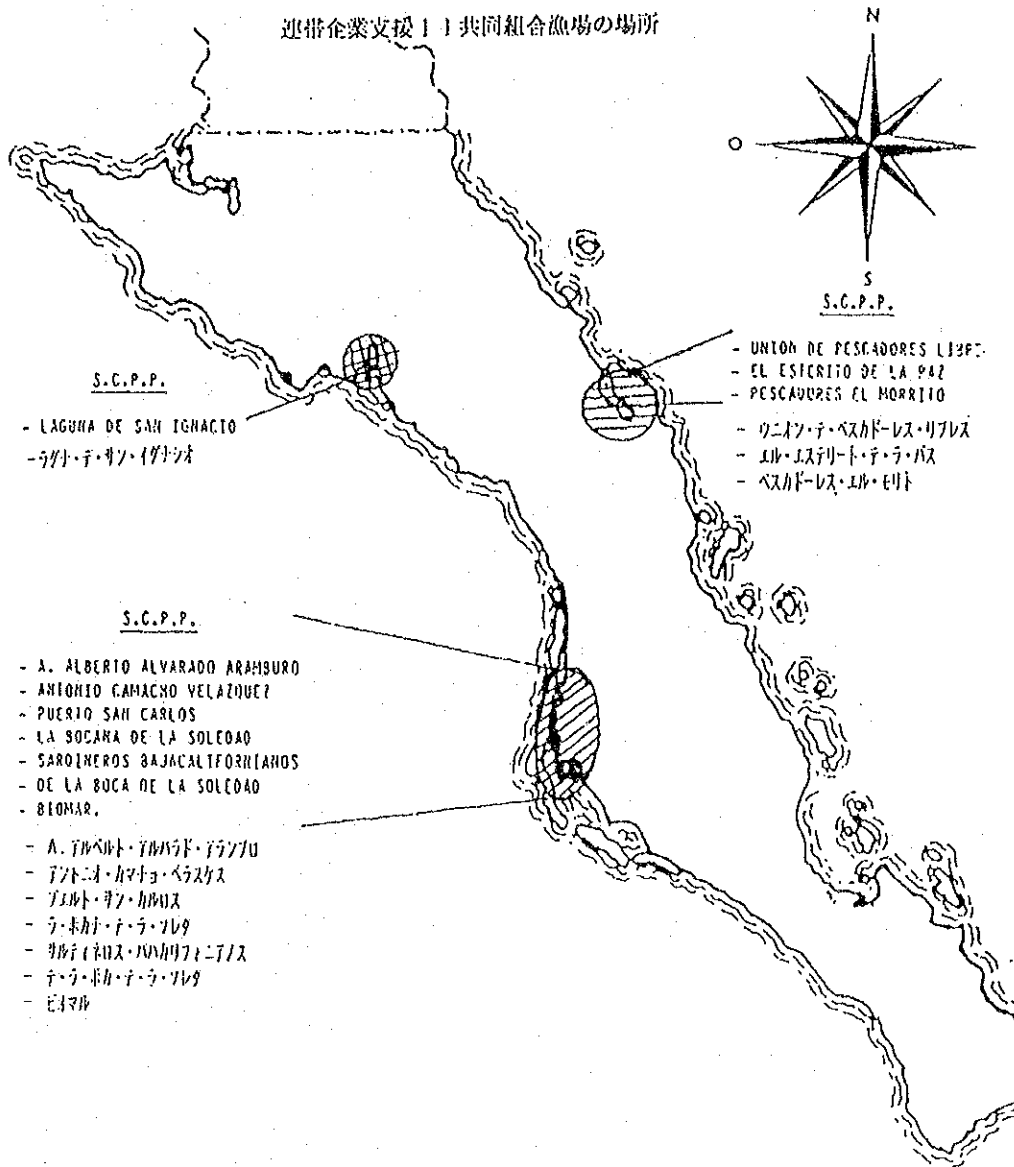 連帯企業支援11共同組合漁場の場所
N
O
S
S.C.P.P.
- UNION DE PESCADORES
- EL ESTERITO DE LA PAZ
- PESCADORES EL MORRITO
- ウニオン・デ・ペスカドーレス・リブレス
- エル・エステリート・デ・ラ・パス
- ペスカドーレス・エル・モリト
S.C.P.P.
- LAGUNA DE SAN IGNACIO
- ラグナ・デ・サン・イグナシオ
S.C.P.P.
- A. ALBERTO ALVARADO ARAMBURO
- ANTONIO CAMACHO VELAZQUEZ
- PUERTO SAN CARLOS
- LA BOCANA DE LA SOLEDAD
- SARDINEROS BAJACALIFORNIANOS
- DE LA BOCA DE LA SOLEDAD
- BIOMAR.
- A. アルベルト・アルバラド・アランブロ
- アントニオ・カマチョ・ベラスケス
- プエルト・サン・カルロス
- ラ・ボカナ・デ・ラ・ソレダ
- サルディネロス・バハカリフォニアノス
- デ・ラ・ボカ・デ・ラ・ソレダ
- ビオマル